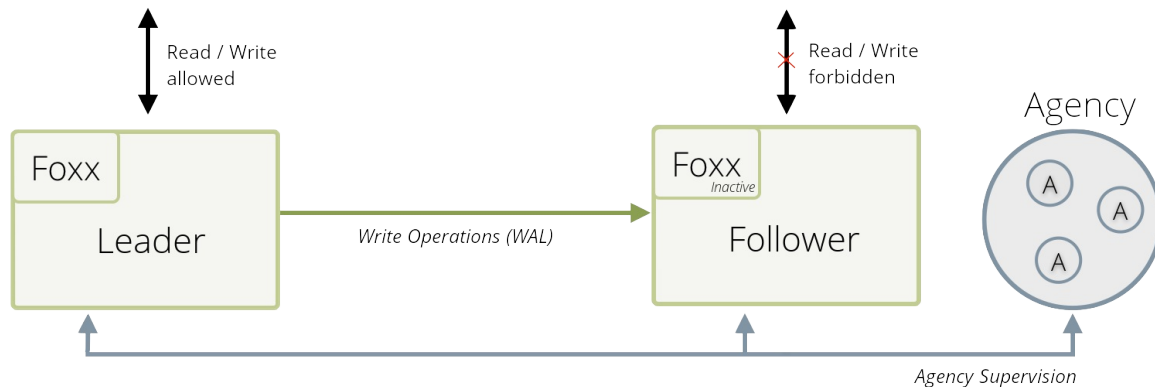 Read / Write
allowed
Read / Write
forbidden
Agency
Foxx
Leader
Write Operations (WAL)
Foxx
Inactive
Follower
A
A
A
Agency Supervision